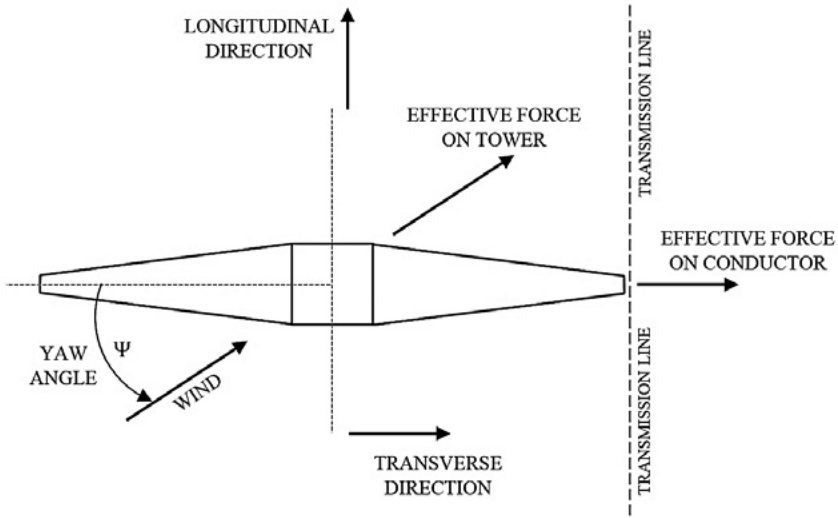 LONGITUDINAL
DIRECTION
EFFECTIVE FORCE
ON TOWER
TRANSMISSION LINE
EFFECTIVE FORCE
ON CONDUCTOR
YAW
ANGLE
Ψ
WIND
TRANSMISSION LINE
TRANSVERSE
DIRECTION